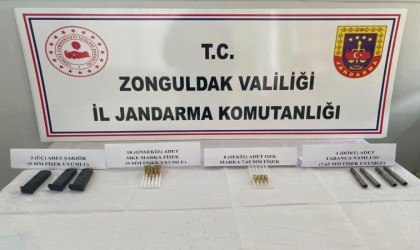 T.C.
ZONGULDAK VALİLİĞİ
İL JANDARMA KOMUTANLIĞI
JANDARMA
3 (ÜÇ) ADET ŞARJÖR
(9 MM FİŞEK UYUMLU)
18 (ONSEKİZ) ADET
MKE MARKA FİŞEK
(9 MM FİŞEK UYUMLU)
8 (SEKİZ) ADET OZK
MARKA 7.65 MM FİŞEK
4 (DÖRT) ADET
TABANCA NAMLUSU
(7.65 MM FİŞEK UYUMLU)